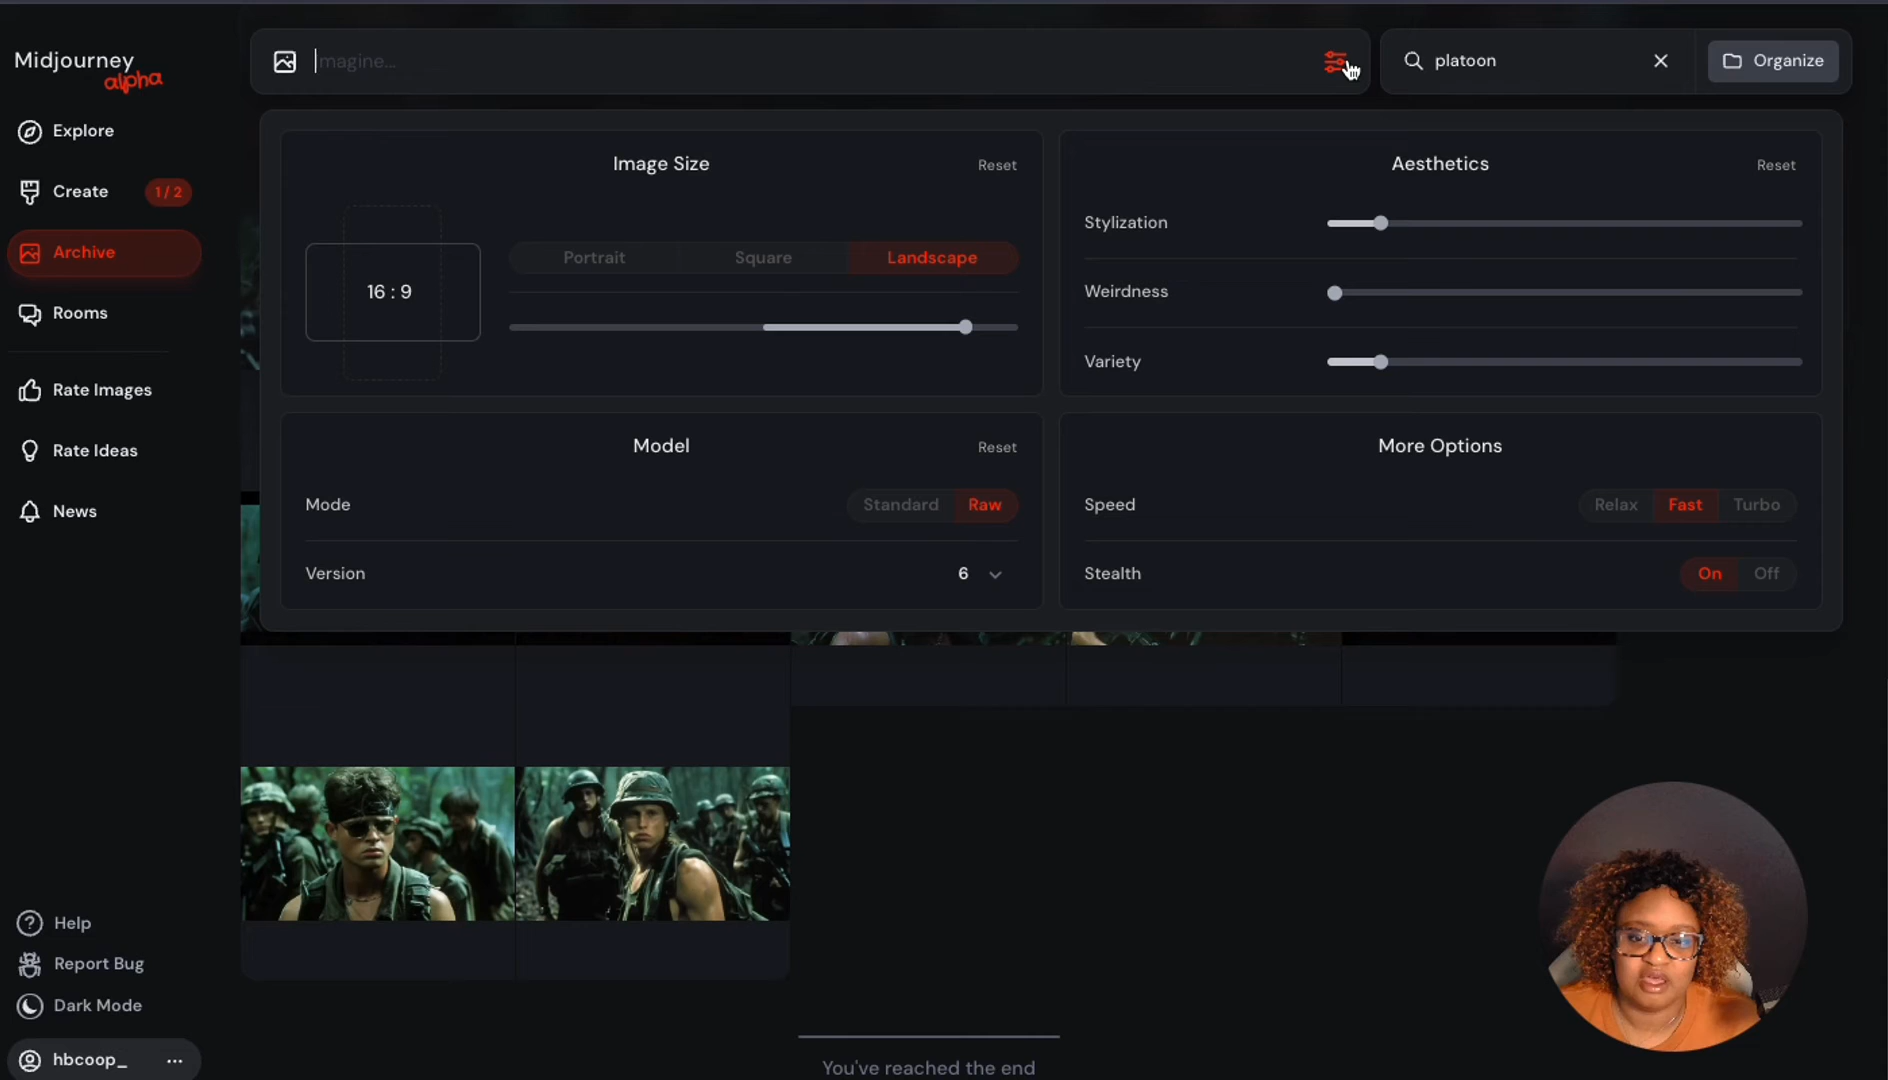 Midjourney
alpha
Explore
Create 1 / 2
Archive
Rooms
Rate Images
Rate Ideas
News
Help
Report Bug
Dark Mode
hbcoop_ ...
magine...
platoon
Organize
Image Size Reset
16 : 9
Portrait Square Landscape
Aesthetics Reset
Stylization
Weirdness
Variety
Model Reset
Mode Standard Raw
Version 6
More Options
Speed Relax Fast Turbo
Stealth On Off
You've reached the end